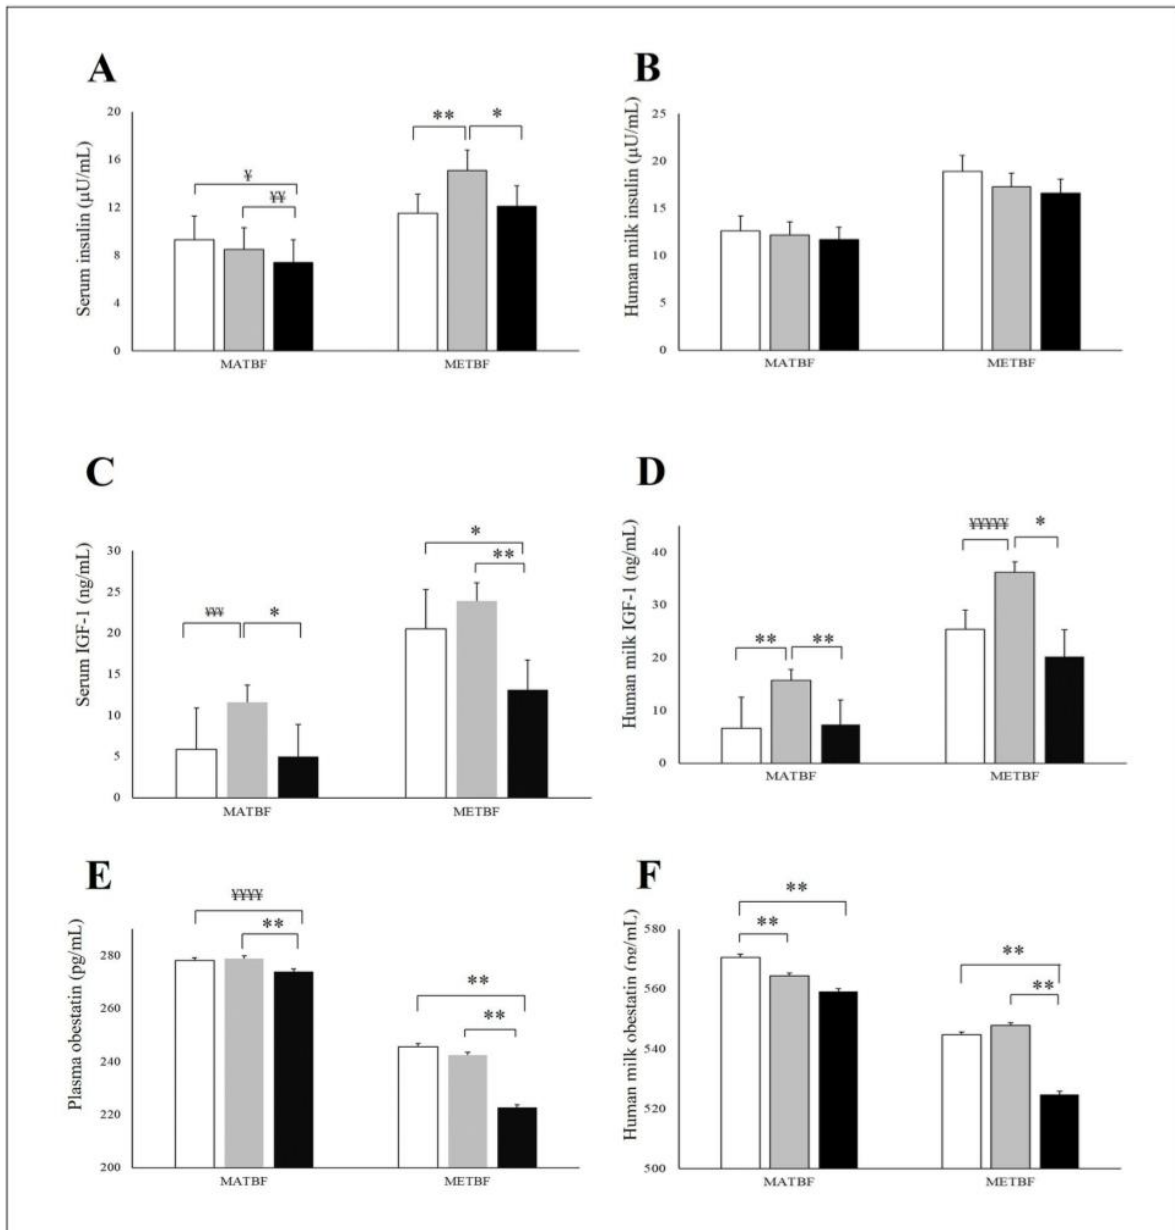 A
Serum insulin (µU/mL)
20
16
12
8
4
0
¥
¥¥
**
*
MATBF
METBF
B
Human milk insulin (µU/mL)
25
20
15
10
5
0
MATBF
METBF
C
Serum IGF-1 (ng/mL)
30
25
20
15
10
5
0
¥¥¥
*
*
**
MATBF
METBF
D
Human milk IGF-1 (ng/mL)
40
30
20
10
0
**
**
¥¥¥¥¥
*
MATBF
METBF
E
Plasma obestatin (pg/mL)
280
260
240
220
200
¥¥¥¥
**
**
**
MATBF
METBF
F
Human milk obestatin (pg/mL)
580
560
540
520
500
**
**
**
**
MATBF
METBF